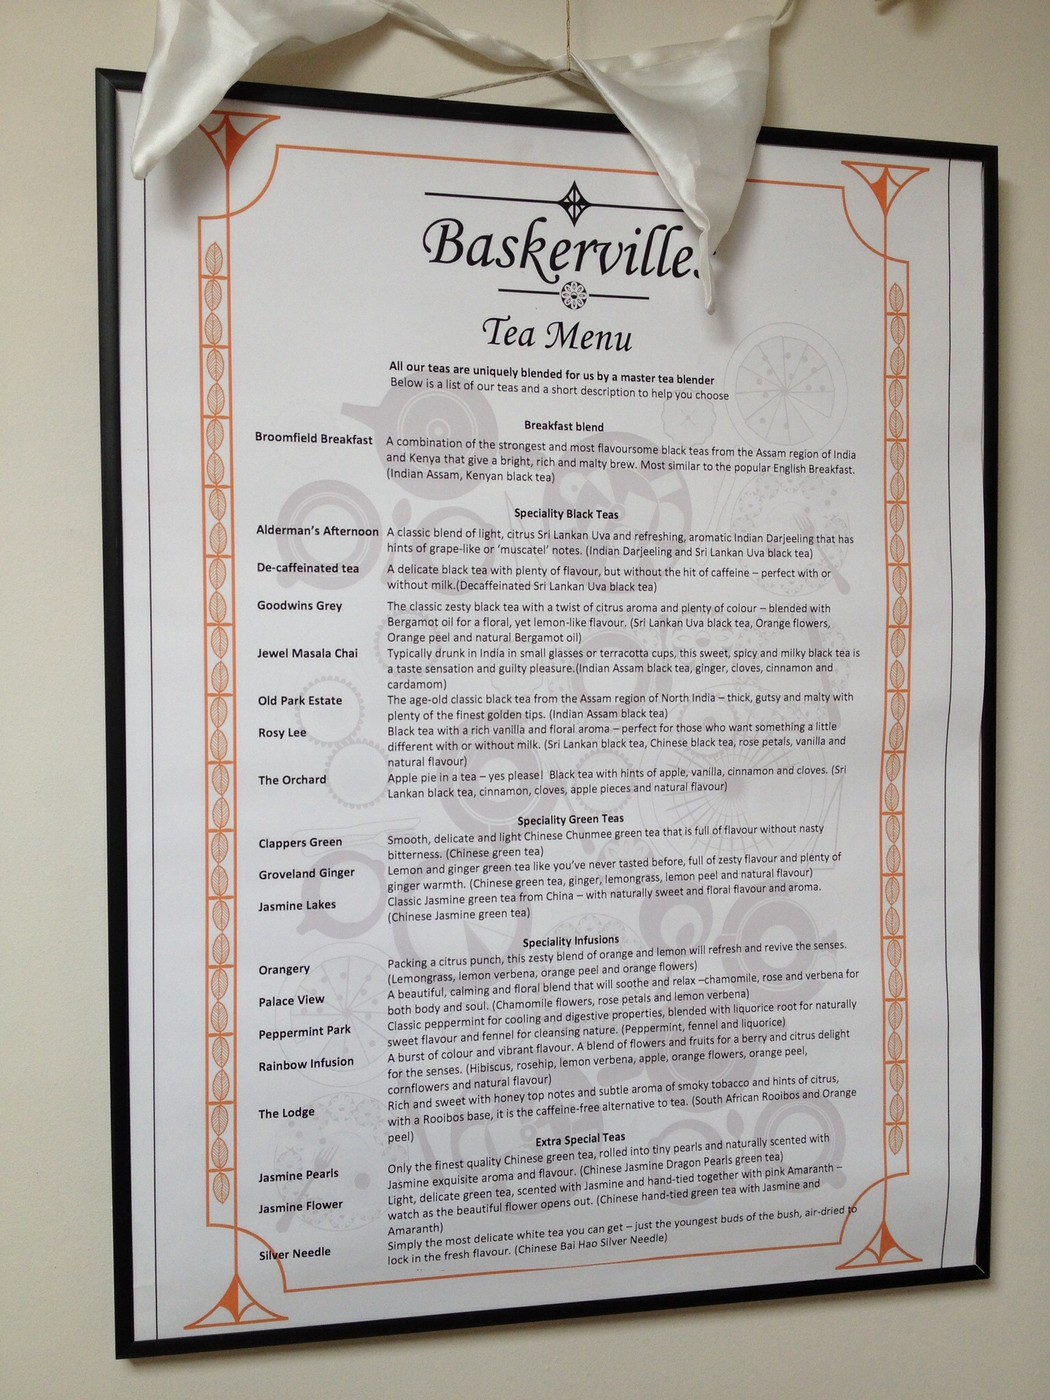 Baskerville
Tea Menu
All our teas are uniquely blended for us by a master tea blender
Below is a list of our teas and a short description to help you choose
Breakfast blend
Broomfield Breakfast A combination of the strongest and most flavoursome black teas from the Assam region of India
and Kenya that give a bright, rich and malty brew. Most similar to the popular English Breakfast.
(Indian Assam, Kenyan black tea)
Speciality Black Teas
Alderman's Afternoon A classic blend of light, citrus Sri Lankan Uva and refreshing, aromatic Indian Darjeeling that has
hints of grape-like or 'muscatel' notes. (Indian Darjeeling and Sri Lankan Uva black tea)
De-caffeinated tea A delicate black tea with plenty of flavour, but without the hit of caffeine – perfect with or
without milk.(Decaffeinated Sri Lankan Uva black tea)
Goodwins Grey The classic zesty black tea with a twist of citrus aroma and plenty of colour – blended with
Bergamot oil for a floral, yet lemon-like flavour. (Sri Lankan Uva black tea, Orange flowers,
Orange peel and natural Bergamot oil)
Jewel Masala Chai Typically drunk in India in small glasses or terracotta cups, this sweet, spicy and milky black tea is
a taste sensation and guilty pleasure.(Indian Assam black tea, ginger, cloves, cinnamon and
cardamom)
Old Park Estate The age-old classic black tea from the Assam region of North India – thick, gutsy and malty with
plenty of the finest golden tips. (Indian Assam black tea)
Rosy Lee Black tea with a rich vanilla and floral aroma – perfect for those who want something a little
different with or without milk. (Sri Lankan black tea, Chinese black tea, rose petals, vanilla and
natural flavour)
The Orchard Apple pie in a tea – yes please! Black tea with hints of apple, vanilla, cinnamon and cloves. (Sri
Lankan black tea, cinnamon, cloves, apple pieces and natural flavour)
Speciality Green Teas
Clappers Green Smooth, delicate and light Chinese Chunmee green tea that is full of flavour without nasty
bitterness. (Chinese green tea)
Groveland Ginger Lemon and ginger green tea like you've never tasted before, full of zesty flavour and plenty of
ginger warmth. (Chinese green tea, ginger, lemongrass, lemon peel and natural flavour)
Jasmine Lakes Classic Jasmine green tea from China – with naturally sweet and floral flavour and aroma.
(Chinese Jasmine green tea)
Speciality Infusions
Orangery Packing a citrus punch, this zesty blend of orange and lemon will refresh and revive the senses.
(Lemongrass, lemon verbena, orange peel and orange flowers)
Palace View A beautiful, calming and floral blend that will soothe and relax –chamomile, rose and verbena for
both body and soul. (Chamomile flowers, rose petals and lemon verbena)
Peppermint Park Classic peppermint for cooling and digestive properties, blended with liquorice root for naturally
sweet flavour and fennel for cleansing nature. (Peppermint, fennel and liquorice)
Rainbow Infusion A burst of colour and vibrant flavour. A blend of flowers and fruits for a berry and citrus delight
for the senses. (Hibiscus, rosehip, lemon verbena, apple, orange flowers, orange peel,
cornflowers and natural flavour)
The Lodge Rich and sweet with honey top notes and subtle aroma of smoky tobacco and hints of citrus,
with a Rooibos base, it is the caffeine-free alternative to tea. (South African Rooibos and Orange
peel)
Extra Special Teas
Jasmine Pearls Only the finest quality Chinese green tea, rolled into tiny pearls and naturally scented with
Jasmine exquisite aroma and flavour. (Chinese Jasmine Dragon Pearls green tea)
Jasmine Flower Light, delicate green tea, scented with Jasmine and hand-tied together with pink Amaranth –
watch as the beautiful flower opens out. (Chinese hand-tied green tea with Jasmine and
Amaranth)
Silver Needle Simply the most delicate white tea you can get – just the youngest buds of the bush, air-dried to
lock in the fresh flavour. (Chinese Bai Hao Silver Needle)